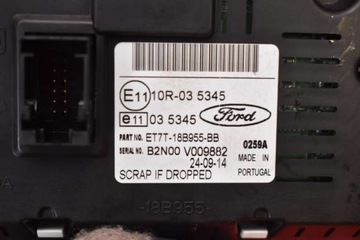 E11 10R-03 5345
e11 03 5345
Ford
PART NO. ET7T-18B955-BB
SERIAL NO. B2N00 V009882
24-09-14
0259A
MADE IN
PORTUGAL
SCRAP IF DROPPED
-18B955-